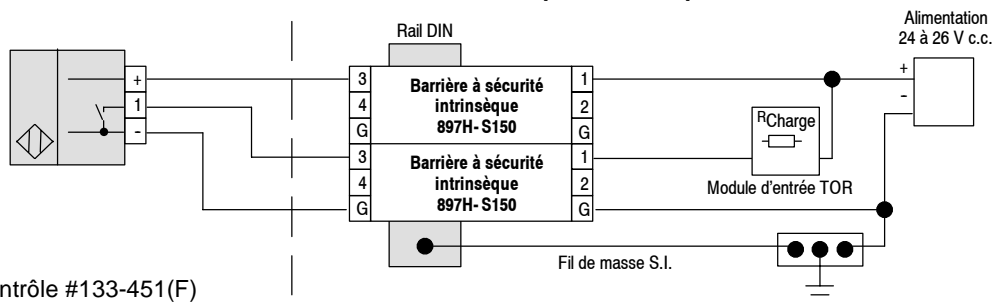 Alimentation
24 à 26 V c.c.
Rail DIN
+
-
+
1
-
3
4
G
Barrière à sécurité
intrinsèque
897H- S150
1
2
G
3
4
G
Barrière à sécurité
intrinsèque
897H- S150
1
2
G
RCharge
Module d'entrée TOR
Fil de masse S.I.
ntrôle #133-451(F)